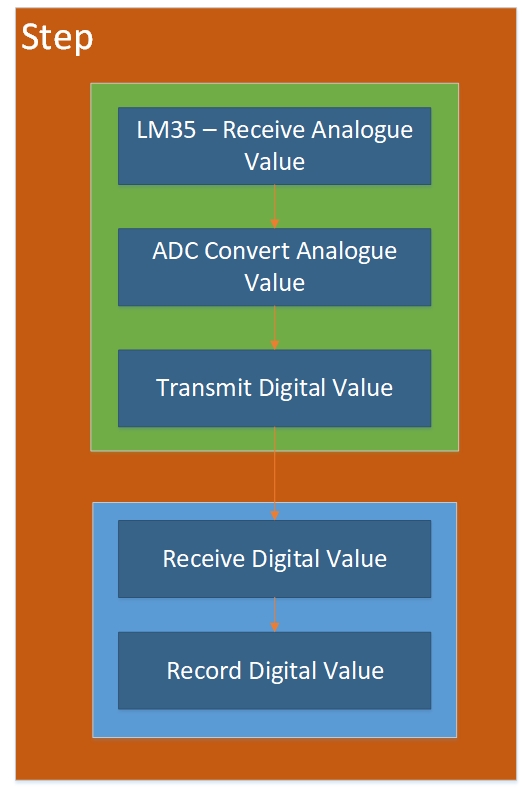 Step
LM35 – Receive Analogue
Value
ADC Convert Analogue
Value
Transmit Digital Value
Receive Digital Value
Record Digital Value